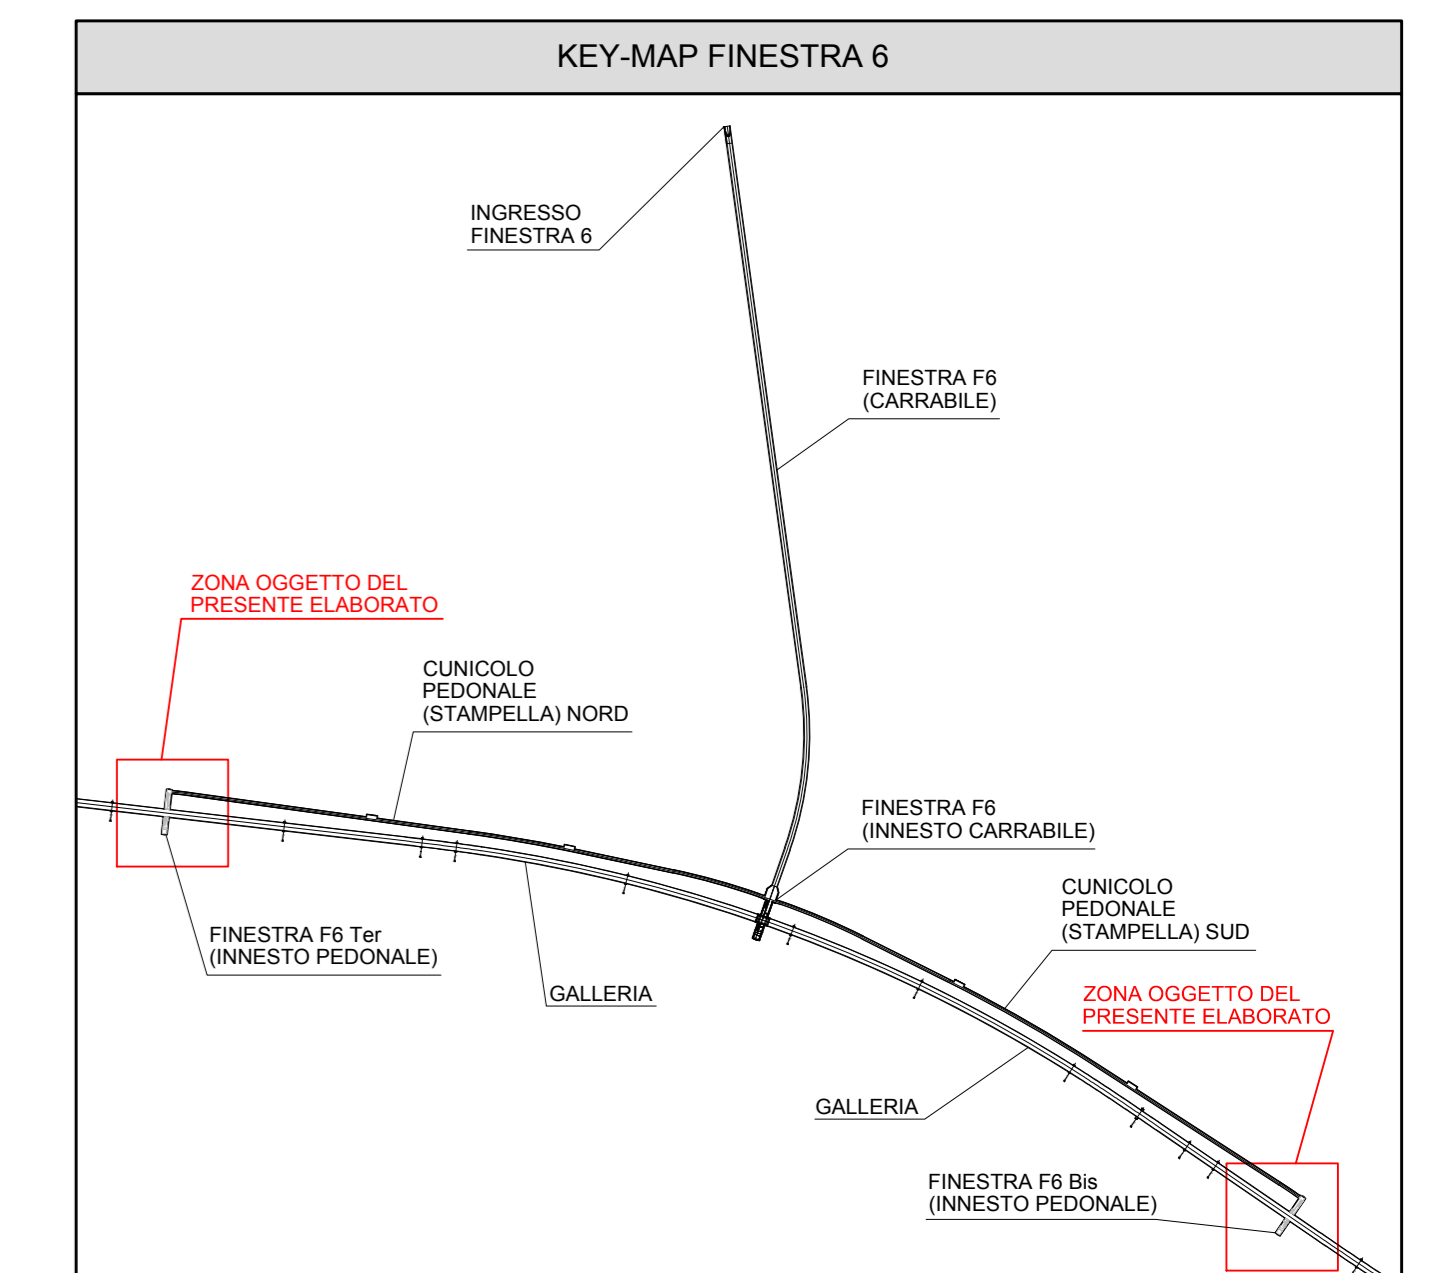 KEY-MAP FINESTRA 6
INGRESSO
FINESTRA 6
FINESTRA F6
(CARRABILE)
ZONA OGGETTO DEL
PRESENTE ELABORATO
CUNICOLO
PEDONALE
(STAMPELLA) NORD
FINESTRA F6
(INNESTO CARRABILE)
CUNICOLO
PEDONALE
(STAMPELLA) SUD
FINESTRA F6 Ter
(INNESTO PEDONALE)
GALLERIA
ZONA OGGETTO DEL
PRESENTE ELABORATO
GALLERIA
FINESTRA F6 Bis
(INNESTO PEDONALE)